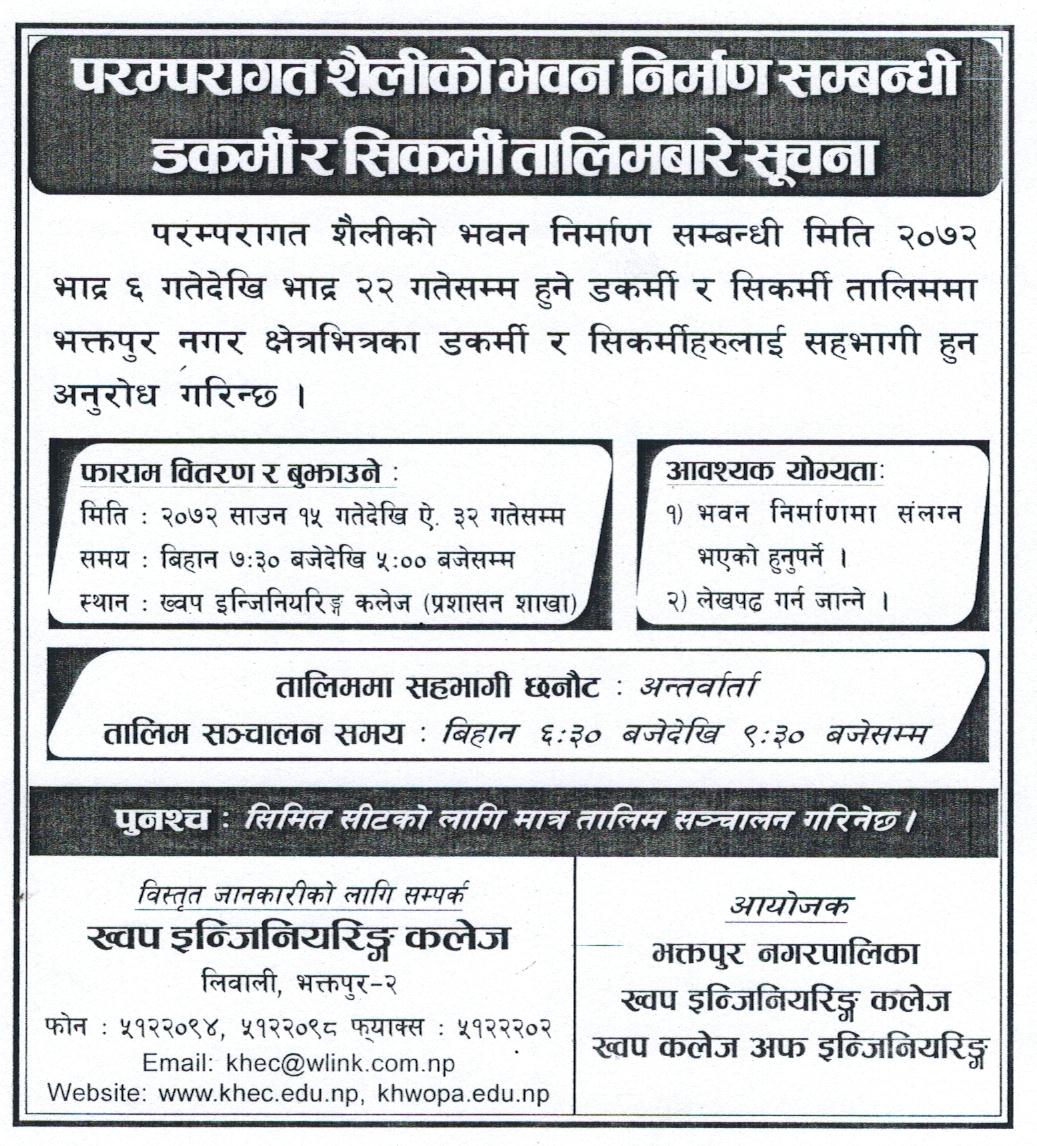 परम्परागत शैलीको भवन निर्माण सम्बन्धी
डकर्मी र सिकर्मी तालिमबारे सूचना
परम्परागत शैलीको भवन निर्माण सम्बन्धी मिति २०७२
भाद्र ६ गतेदेखि भाद्र २२ गतेसम्म हुने डकर्मी र सिकर्मी तालिममा
भक्तपुर नगर क्षेत्रभित्रका डकर्मी र सिकर्मीहरुलाई सहभागी हुन
अनुरोध गरिन्छ ।
फाराम वितरण र बुझाउने :
मिति : २०७२ साउन १५ गतेदेखि ऐ. ३२ गतेसम्म
समय : बिहान ७:३० बजेदेखि ५:०० बजेसम्म
स्थान : ख्वप इन्जिनियरिङ्ग कलेज (प्रशासन शाखा)
आवश्यक योग्यता:
१) भवन निर्माणमा संलग्न
भएको हुनुपर्ने ।
२) लेखपढ गर्न जान्ने ।
तालिममा सहभागी छनौट : अन्तर्वार्ता
तालिम सञ्चालन समय : बिहान ६:३० बजेदेखि ९:३० बजेसम्म
पुनश्च : सिमित सीटको लागि मात्र तालिम सञ्चालन गरिनेछ ।
विस्तृत जानकारीको लागि सम्पर्क
ख्वप इन्जिनियरिङ्ग कलेज
लिवाली, भक्तपुर-२
फोन : ५१२२०९४, ५१२२०९८ फ्याक्स : ५१२२२०२
Email: khec@wlink.com.np
Website: www.khec.edu.np, khwopa.edu.np
आयोजक
भक्तपुर नगरपालिका
ख्वप इन्जिनियरिङ्ग कलेज
ख्वप कलेज अफ इन्जिनियरिङ्ग